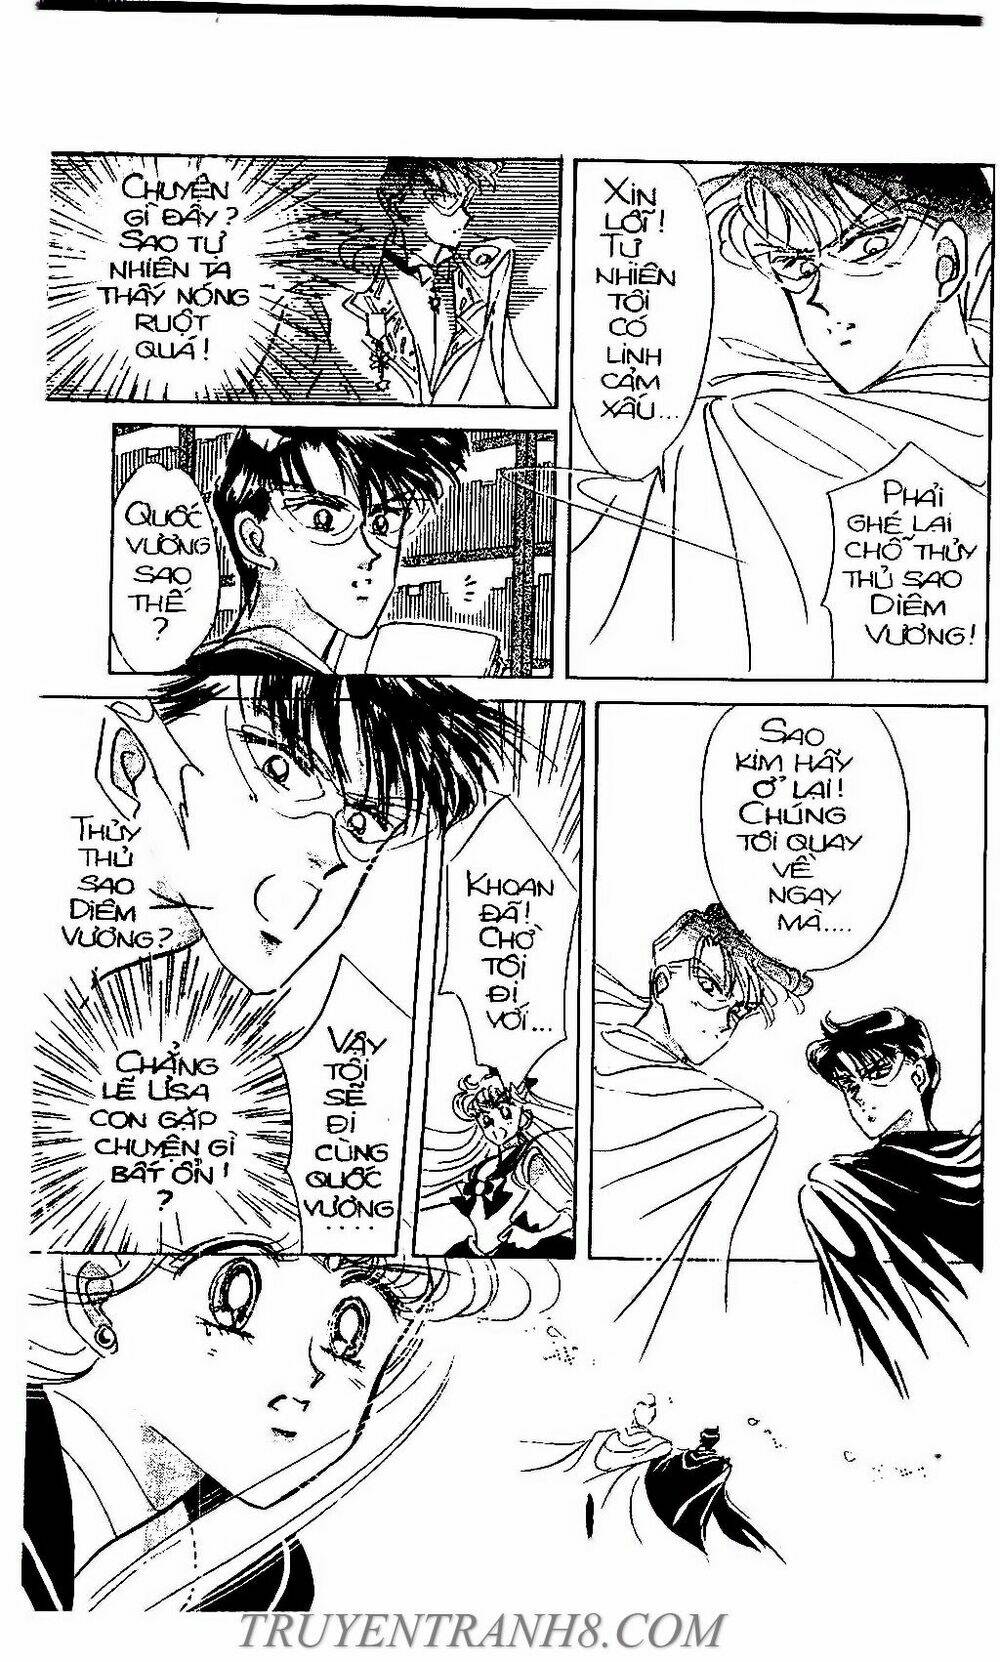 CHUYỆN
GÌ ĐÂY?
SAO TỰ
NHIÊN TA
THẤY NÓNG
RUỘT
QUÁ!
XIN
LỖI!
TỰ
NHIÊN
TÔI
CÓ
LINH
CẢM
XẤU...
PHẢI
GHÉ LẠI
CHỖ THỦY
THỦ SAO
DIÊM
VƯƠNG!
QUỐC
VƯƠNG
SAO
THẾ
?
THỦY
THỦ
SAO
DIÊM
VƯƠNG?
CHẲNG
LẼ USA
CON GẶP
CHUYỆN GÌ
BẤT ỔN!
?
VẬY
TÔI
SẼ
ĐI
CÙNG
QUỐC
VƯƠNG
.....
KHOAN
ĐÃ!
CHỜ
TÔI
ĐI
VỚI...
SAO
KIM HÃY
Ở LẠI!
CHÚNG
TÔI QUAY
VỀ
NGAY
MÀ....
TRUYENTRANH8.COM